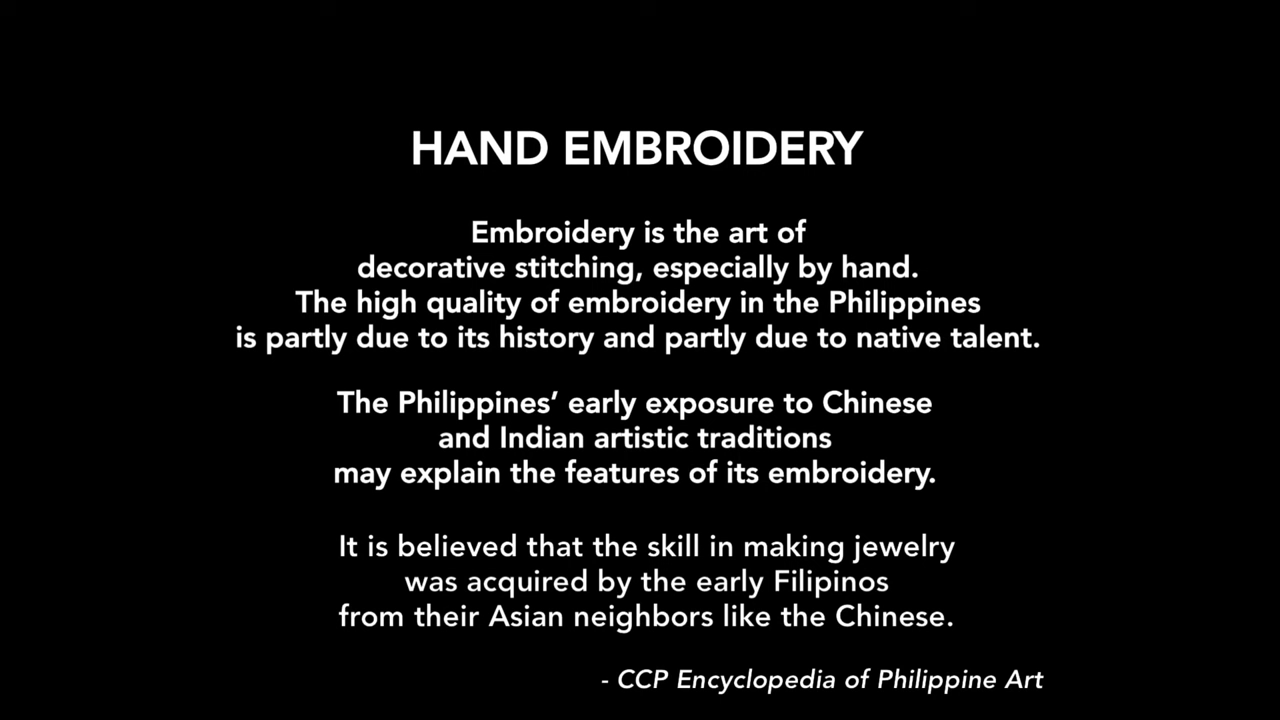 HAND EMBROIDERY
Embroidery is the art of
decorative stitching, especially by hand.
The high quality of embroidery in the Philippines
is partly due to its history and partly due to native talent.
The Philippines’ early exposure to Chinese
and Indian artistic traditions
may explain the features of its embroidery.
It is believed that the skill in making jewelry
was acquired by the early Filipinos
from their Asian neighbors like the Chinese.
- CCP Encyclopedia of Philippine Art